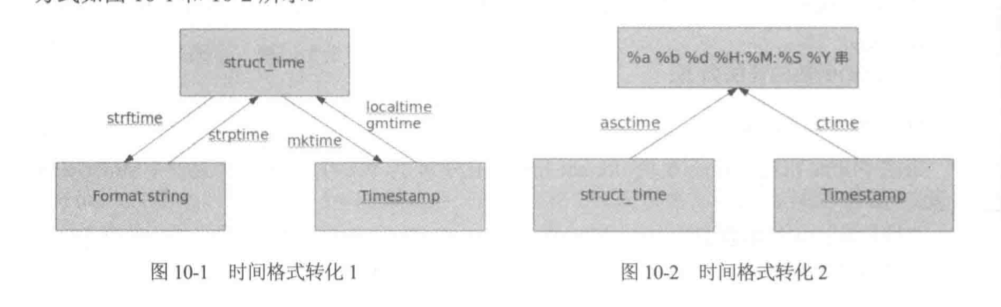 方式如图 10-1 和 10-2 所示。
struct_time
strftime
strptime
mktime
localtime
gmtime
Format string
Timestamp
图 10-1 时间格式转化 1
%a %b %d %H:%M:%S %Y 串
asctime
ctime
struct_time
Timestamp
图 10-2 时间格式转化 2